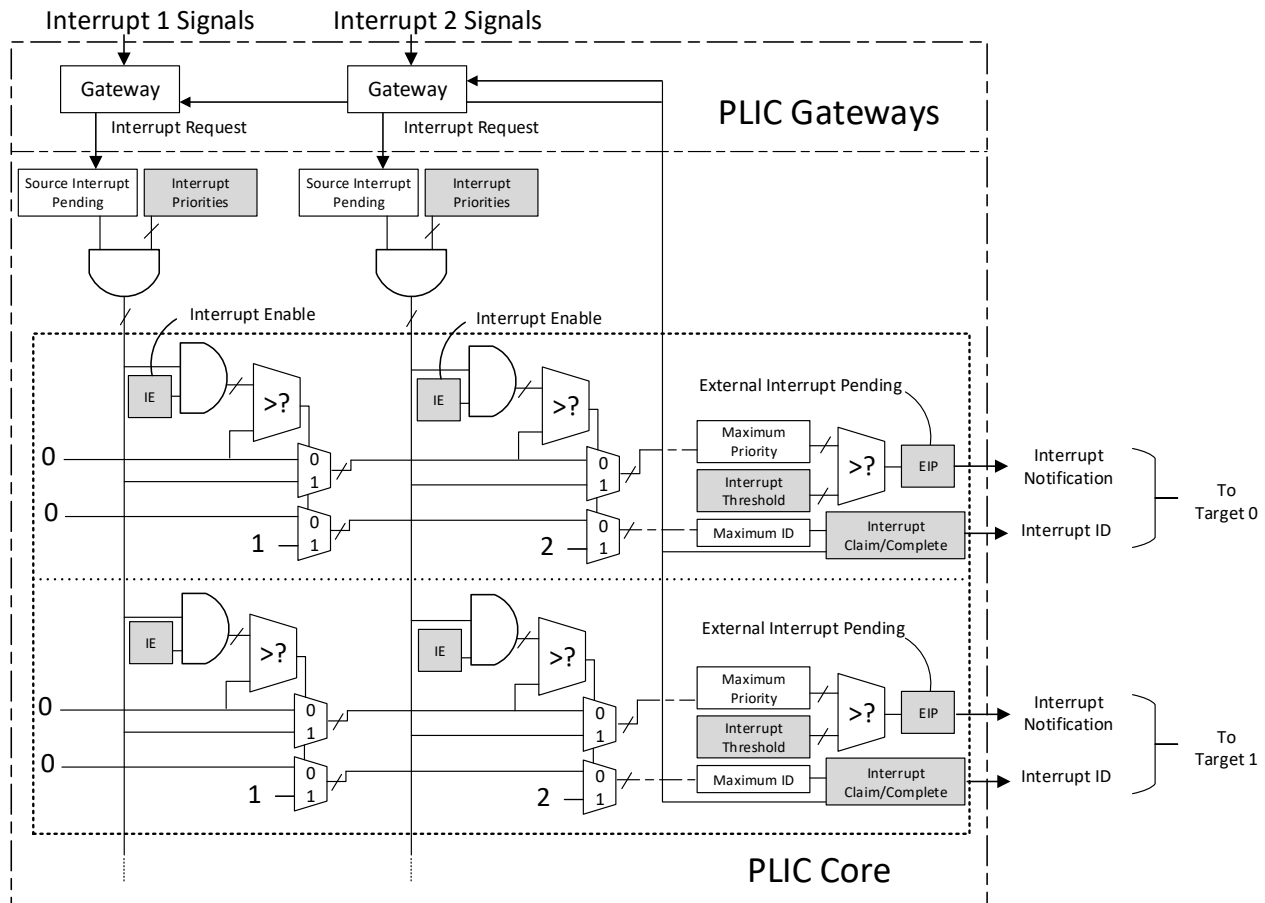 Interrupt 1 Signals
Interrupt 2 Signals
Gateway
Gateway
PLIC Gateways
Interrupt Request
Interrupt Request
Source Interrupt
Pending
Interrupt
Priorities
Source Interrupt
Pending
Interrupt
Priorities
Interrupt Enable
Interrupt Enable
IE
>?
IE
>?
External Interrupt Pending
0
0
1
0
1
Maximum
Priority
Interrupt
Threshold
>?
EIP
Interrupt
Notification
0
0
1
1
0
1
2
Maximum ID
Interrupt
Claim/Complete
Interrupt ID
To
Target 0
IE
>?
IE
>?
External Interrupt Pending
0
0
1
0
1
Maximum
Priority
Interrupt
Threshold
>?
EIP
Interrupt
Notification
0
0
1
1
0
1
2
Maximum ID
Interrupt
Claim/Complete
Interrupt ID
To
Target 1
PLIC Core